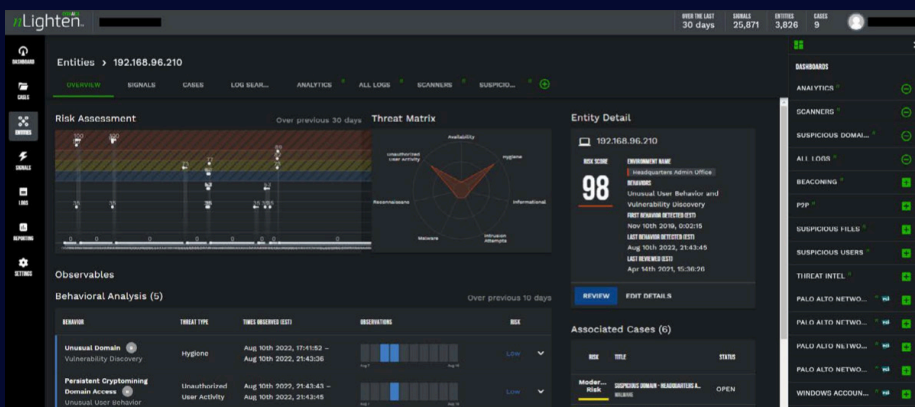 nLighten
OVER THE LAST
30 days
SIGNALS
25,871
ENTITIES
3,826
CASES
9
DASHBOARD
CASES
ENTITIES
SIGNALS
LOGS
REPORTING
SETTINGS
Entities > 192.168.96.210
OVERVIEW SIGNALS CASES LOG SEAR... ANALYTICS ALL LOGS SCANNERS SUSPICIO...
Risk Assessment Over previous 30 days
Threat Matrix
Availability
Hygiene
Informational
Intrusion
Attempts
Malware
Reconnaissance
Unauthorized
User Activity
Observables
Behavioral Analysis (5) Over previous 10 days
BEHAVIOR THREAT TYPE TIMES OBSERVED (EST) OBSERVATIONS RISK
Unusual Domain
Vulnerability Discovery
Hygiene
Aug 10th 2022, 17:41:52 –
Aug 10th 2022, 21:43:36
LOW
Persistent Cryptomining
Domain Access
Unusual User Behavior
Unauthorized
User Activity
Aug 10th 2022, 21:43:43 –
Aug 10th 2022, 21:43:45
LOW
Entity Detail
192.168.96.210
RISK SCORE
98
ENVIRONMENT NAME
Headquarters Admin Office
BEHAVIORS
Unusual User Behavior and
Vulnerability Discovery
FIRST BEHAVIOR DETECTED (EST)
Nov 10th 2019, 0:02:15
LAST BEHAVIOR DETECTED (EST)
Aug 10th 2022, 21:43:45
LAST REVIEWED (EST)
Apr 14th 2021, 15:36:26
REVIEW EDIT DETAILS
Associated Cases (6)
RISK TITLE STATUS
Moder...
Risk
SUSPICIOUS DOMAIN - HEADQUARTERS A...
OPEN
DASHBOARDS
ANALYTICS
SCANNERS
SUSPICIOUS DOMAI...
ALL LOGS
BEACONING
P2P
SUSPICIOUS FILES
SUSPICIOUS USERS
THREAT INTEL
PALO ALTO NETWO...
PALO ALTO NETWO...
PALO ALTO NETWO...
PALO ALTO NETWO...
WINDOWS ACCOUN...